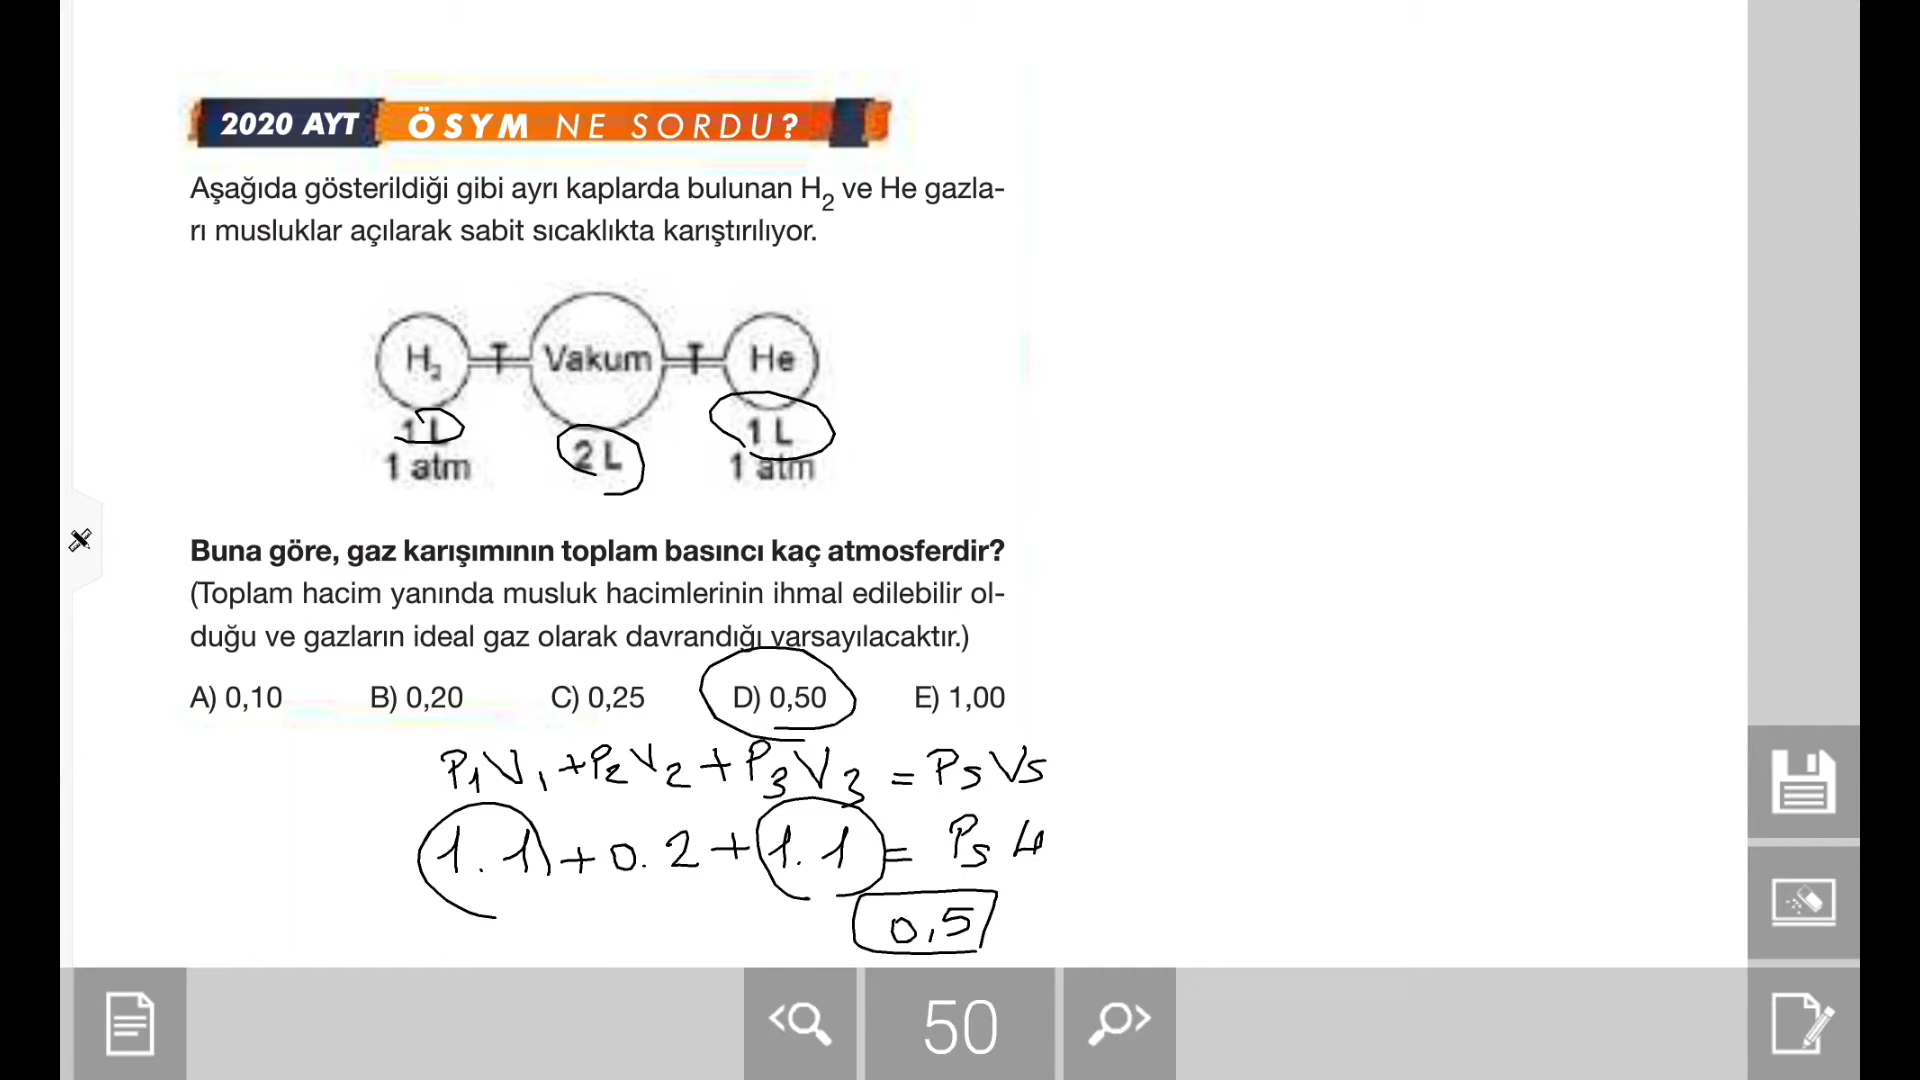 2020 AYT ÖSYM NE SORDU?
Aşağıda gösterildiği gibi ayrı kaplarda bulunan H₂ ve He gazla-
rı musluklar açılarak sabit sıcaklıkta karıştırılıyor.
H₂ Vakum He
1 L 2 L 1 L
1 atm 1 atm
Buna göre, gaz karışımının toplam basıncı kaç atmosferdir?
(Toplam hacim yanında musluk hacimlerinin ihmal edilebilir ol-
duğu ve gazların ideal gaz olarak davrandığı varsayılacaktır.)
A) 0,10 B) 0,20 C) 0,25 D) 0,50 E) 1,00
P₁V₁+P₂V₂+P₃V₃ = PsVs
1.1+0.2+1.1 = Ps 4
0,5
50